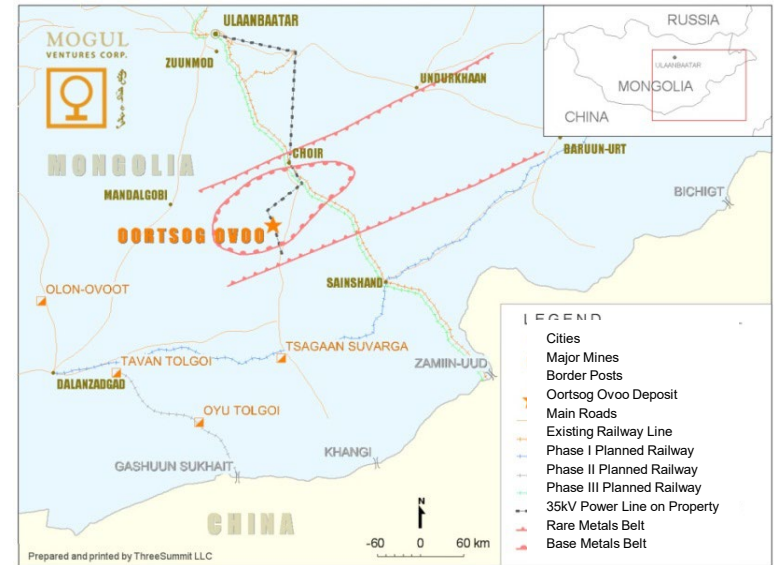 MOGUL
VENTURES CORP.
ULAANBAATAR
ZUUNMOD
UNDURKHAAN
RUSSIA
ULAANBAATAR
MONGOLIA
CHINA
CHOIR
BARUUN-URT
MONGOLIA
MANDALGOBI
BICHIGT
OORTSOG OVOO
SAINSHAND
OLON-OVOOT
TSAGAAN SUVARGA
TAVAN TOLGOI
ZAMIIN-UUD
DALANZADGAD
OYU TOLGOI
KHANGI
GASHUUN SUKHAIT
CHINA
N
-60 0 60 km
Prepared and printed by ThreeSummit LLC
LEGEND
Cities
Major Mines
Border Posts
Oortsog Ovoo Deposit
Main Roads
Existing Railway Line
Phase I Planned Railway
Phase II Planned Railway
Phase III Planned Railway
35kV Power Line on Property
Rare Metals Belt
Base Metals Belt